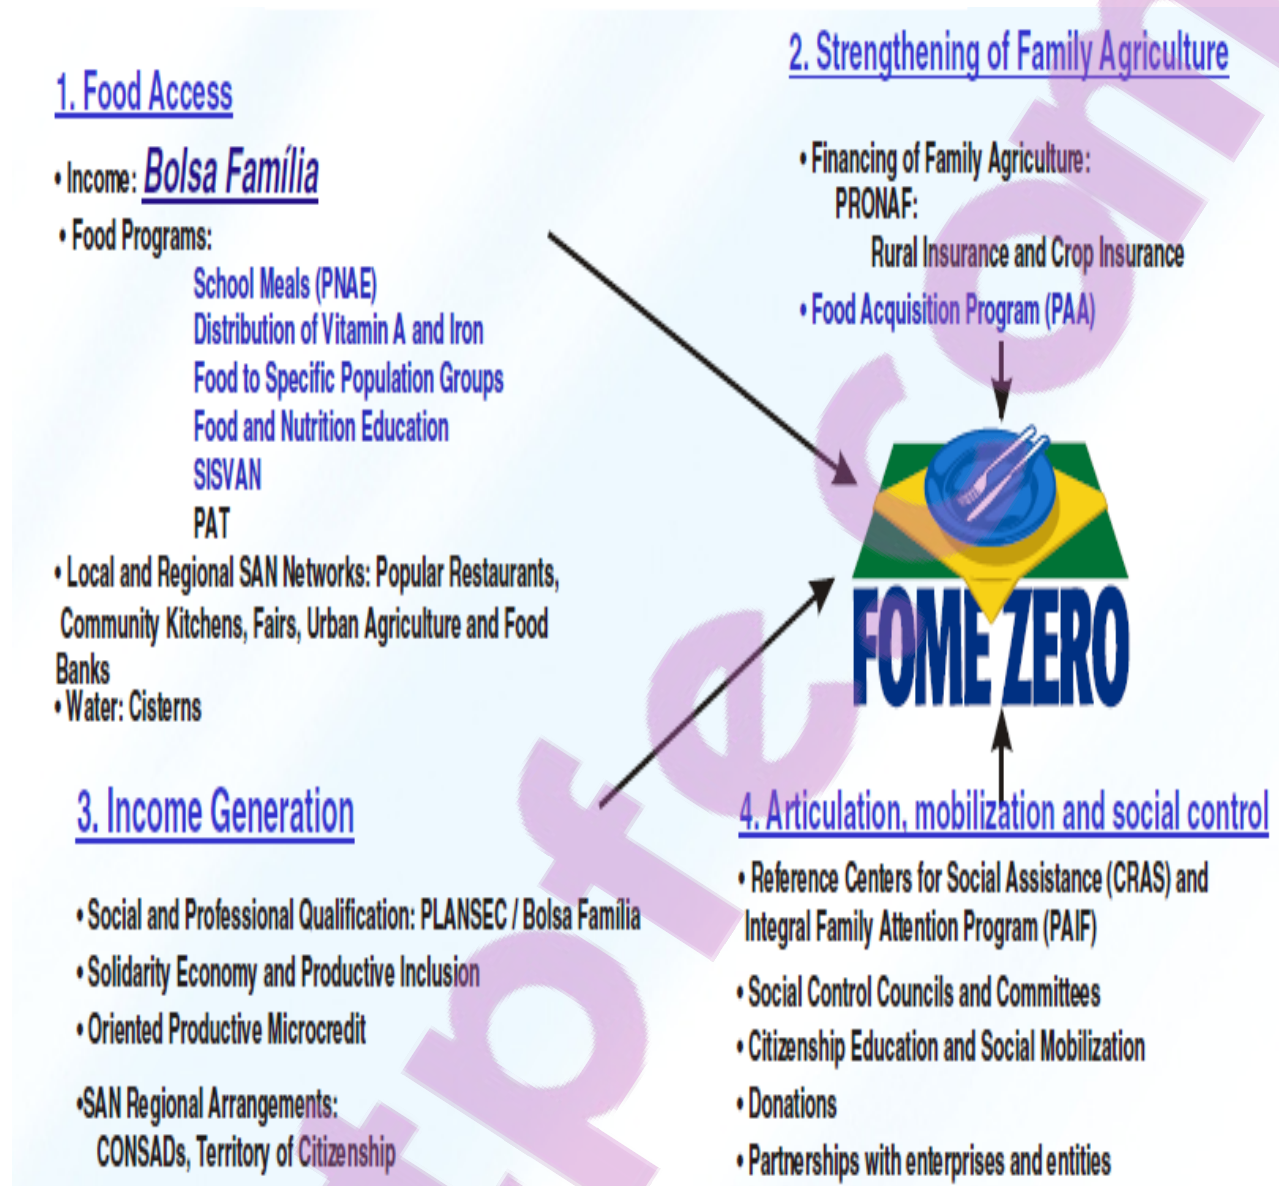 1. Food Access
• Income: Bolsa Família
• Food Programs:
School Meals (PNAE)
Distribution of Vitamin A and Iron
Food to Specific Population Groups
Food and Nutrition Education
SISVAN
PAT
• Local and Regional SAN Networks: Popular Restaurants,
Community Kitchens, Fairs, Urban Agriculture and Food
Banks
• Water: Cisterns
2. Strengthening of Family Agriculture
• Financing of Family Agriculture:
PRONAF:
Rural Insurance and Crop Insurance
• Food Acquisition Program (PAA)
FOME ZERO
3. Income Generation
• Social and Professional Qualification: PLANSEC / Bolsa Família
• Solidarity Economy and Productive Inclusion
• Oriented Productive Microcredit
•SAN Regional Arrangements:
CONSADs, Territory of Citizenship
4. Articulation, mobilization and social control
• Reference Centers for Social Assistance (CRAS) and
Integral Family Attention Program (PAIF)
• Social Control Councils and Committees
• Citizenship Education and Social Mobilization
• Donations
• Partnerships with enterprises and entities